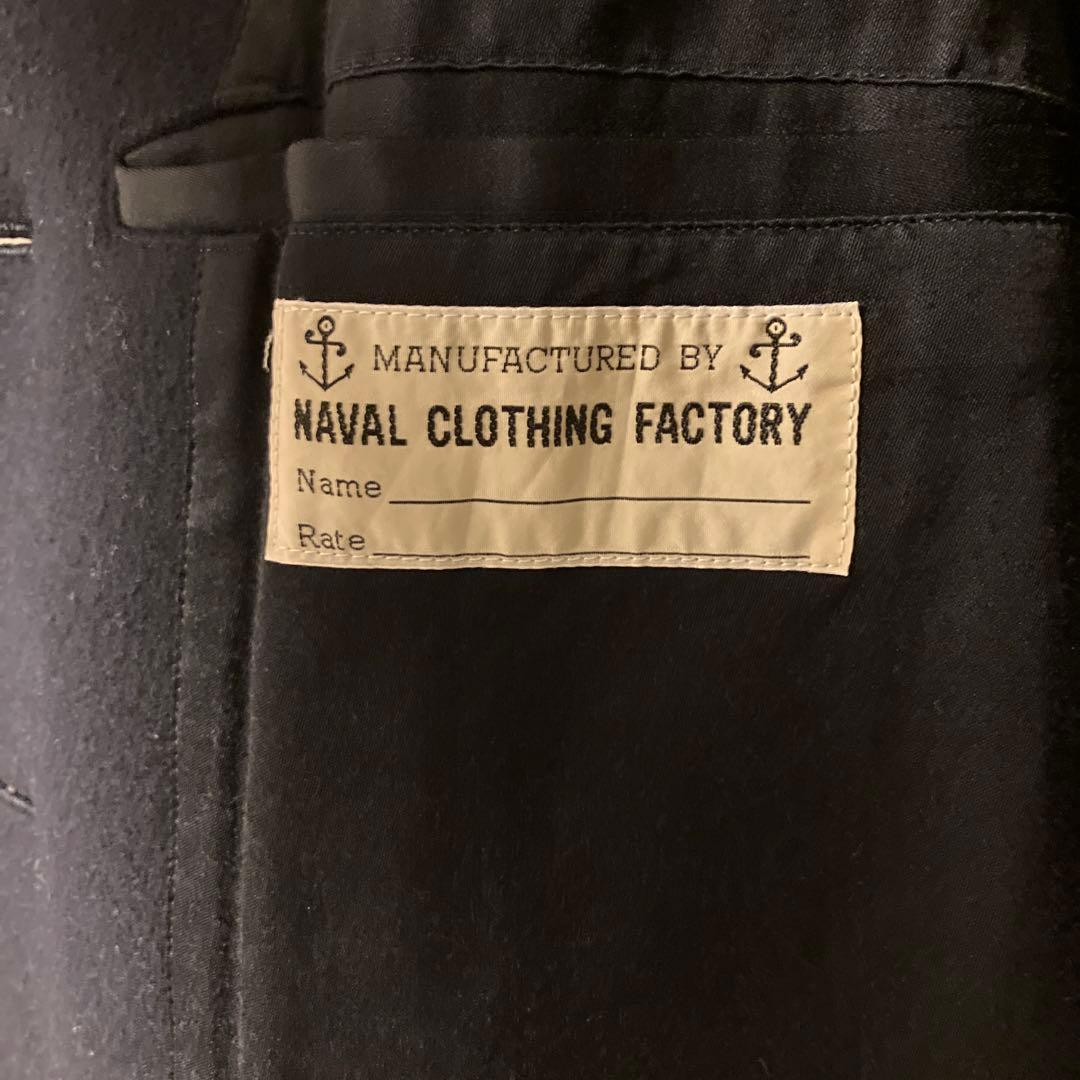 MANUFACTURED BY
NAVAL CLOTHING FACTORY
Name
Rate